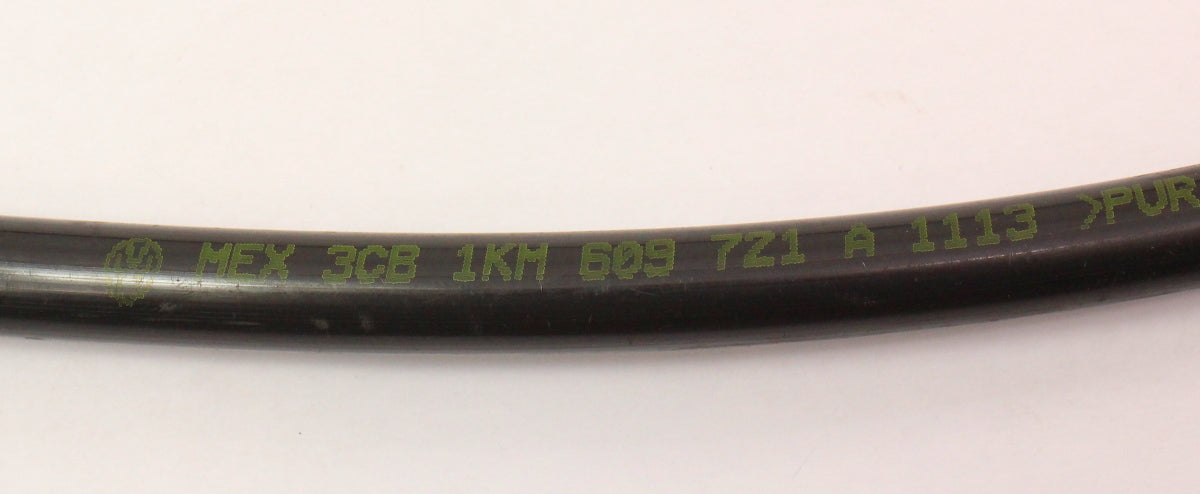 MEX 3CB 1KM 609 721 A 1113 >PUR